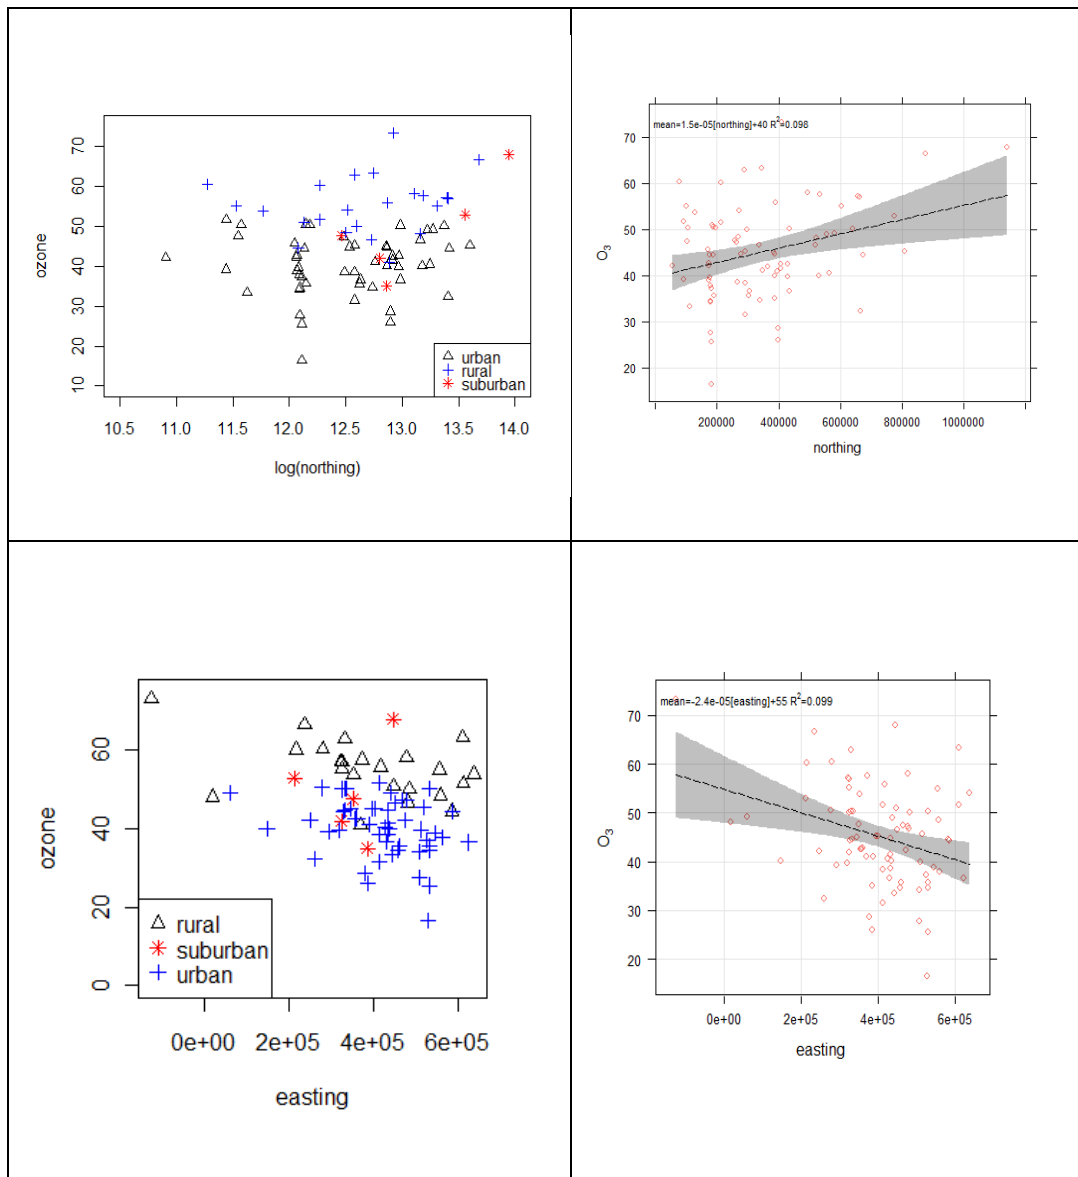 ozone
70
60
50
40
30
20
10
10.5 11.0 11.5 12.0 12.5 13.0 13.5 14.0
log(northing)
urban
rural
suburban
mean=1.5e-05[northing]+40 R²=0.098
O₃
70
60
50
40
30
20
200000 400000 600000 800000 1000000
northing
ozone
60
40
20
0
0e+00 2e+05 4e+05 6e+05
easting
rural
suburban
urban
mean=-2.4e-05[easting]+55 R²=0.099
O₃
70
60
50
40
30
20
0e+00 2e+05 4e+05 6e+05
easting